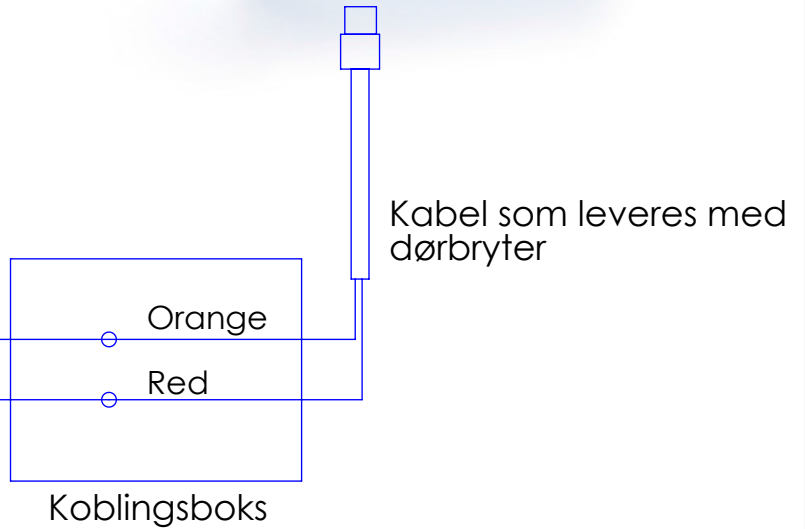 Kabel som leveres med
dørbryter
Orange
Red
Koblingsboks